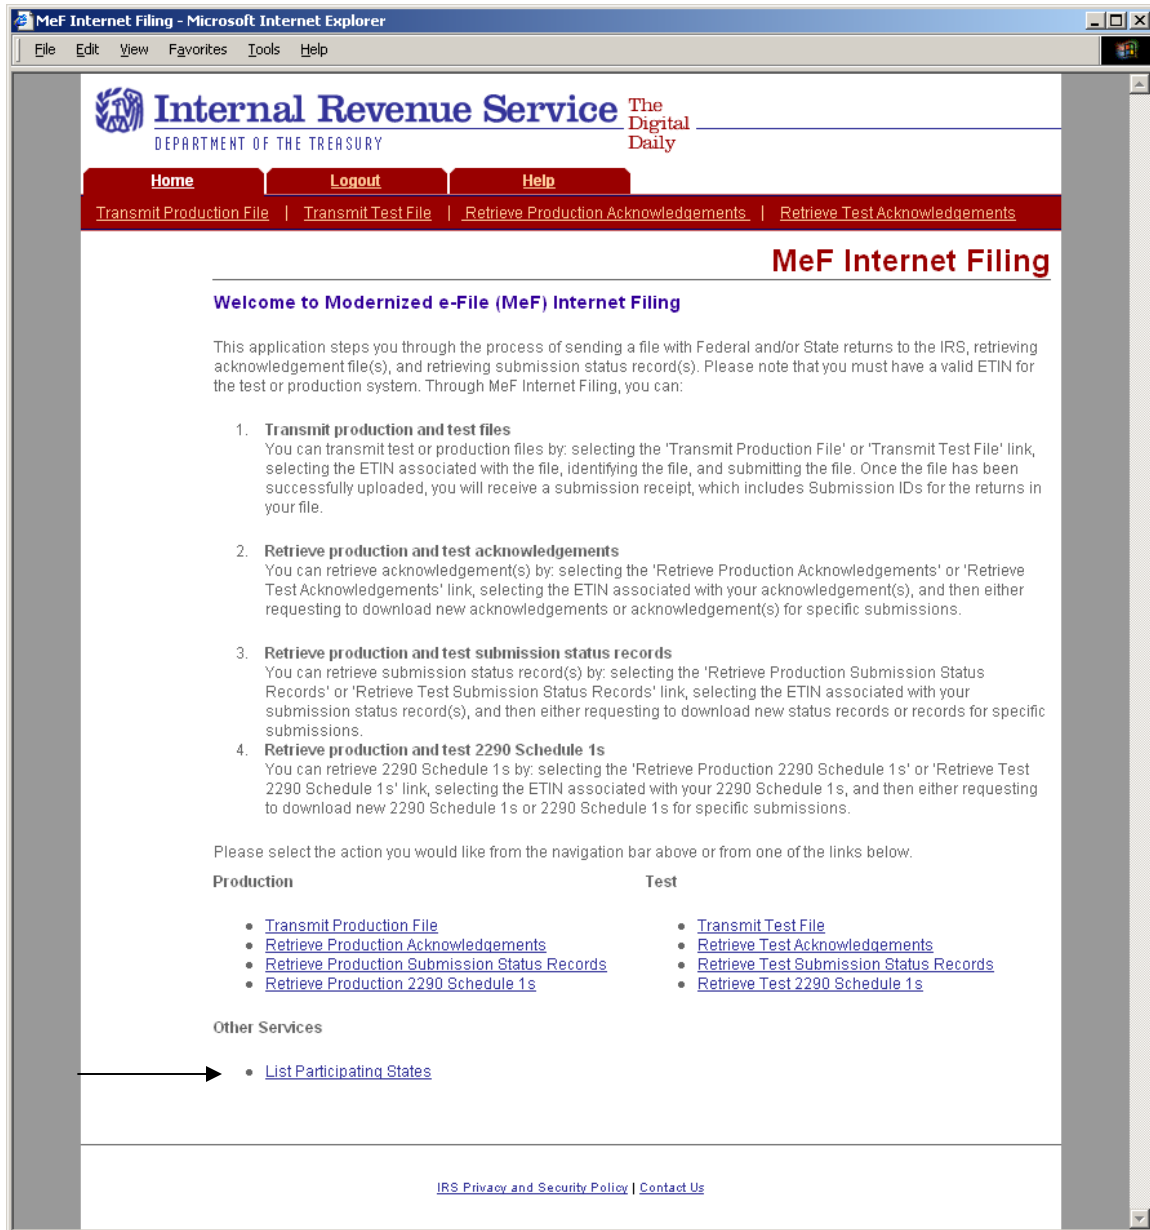 MeF Internet Filing - Microsoft Internet Explorer
File Edit View Favorites Tools Help
Internal Revenue Service
DEPARTMENT OF THE TREASURY
The
Digital
Daily
Home Logout Help
Transmit Production File | Transmit Test File | Retrieve Production Acknowledgements | Retrieve Test Acknowledgements
MeF Internet Filing
Welcome to Modernized e-File (MeF) Internet Filing
This application steps you through the process of sending a file with Federal and/or State returns to the IRS, retrieving
acknowledgement file(s), and retrieving submission status record(s). Please note that you must have a valid ETIN for
the test or production system. Through MeF Internet Filing, you can:
1. Transmit production and test files
You can transmit test or production files by: selecting the 'Transmit Production File' or 'Transmit Test File' link,
selecting the ETIN associated with the file, identifying the file, and submitting the file. Once the file has been
successfully uploaded, you will receive a submission receipt, which includes Submission IDs for the returns in
your file.
2. Retrieve production and test acknowledgements
You can retrieve acknowledgement(s) by: selecting the 'Retrieve Production Acknowledgements' or 'Retrieve
Test Acknowledgements' link, selecting the ETIN associated with your acknowledgement(s), and then either
requesting to download new acknowledgements or acknowledgement(s) for specific submissions.
3. Retrieve production and test submission status records
You can retrieve submission status record(s) by: selecting the 'Retrieve Production Submission Status
Records' or 'Retrieve Test Submission Status Records' link, selecting the ETIN associated with your
submission status record(s), and then either requesting to download new status records or records for specific
submissions.
4. Retrieve production and test 2290 Schedule 1s
You can retrieve 2290 Schedule 1s by: selecting the 'Retrieve Production 2290 Schedule 1s' or 'Retrieve Test
2290 Schedule 1s' link, selecting the ETIN associated with your 2290 Schedule 1s, and then either requesting
to download new 2290 Schedule 1s or 2290 Schedule 1s for specific submissions.
Please select the action you would like from the navigation bar above or from one of the links below.
Production
• Transmit Production File
• Retrieve Production Acknowledgements
• Retrieve Production Submission Status Records
• Retrieve Production 2290 Schedule 1s
Test
• Transmit Test File
• Retrieve Test Acknowledgements
• Retrieve Test Submission Status Records
• Retrieve Test 2290 Schedule 1s
Other Services
• List Participating States
IRS Privacy and Security Policy | Contact Us